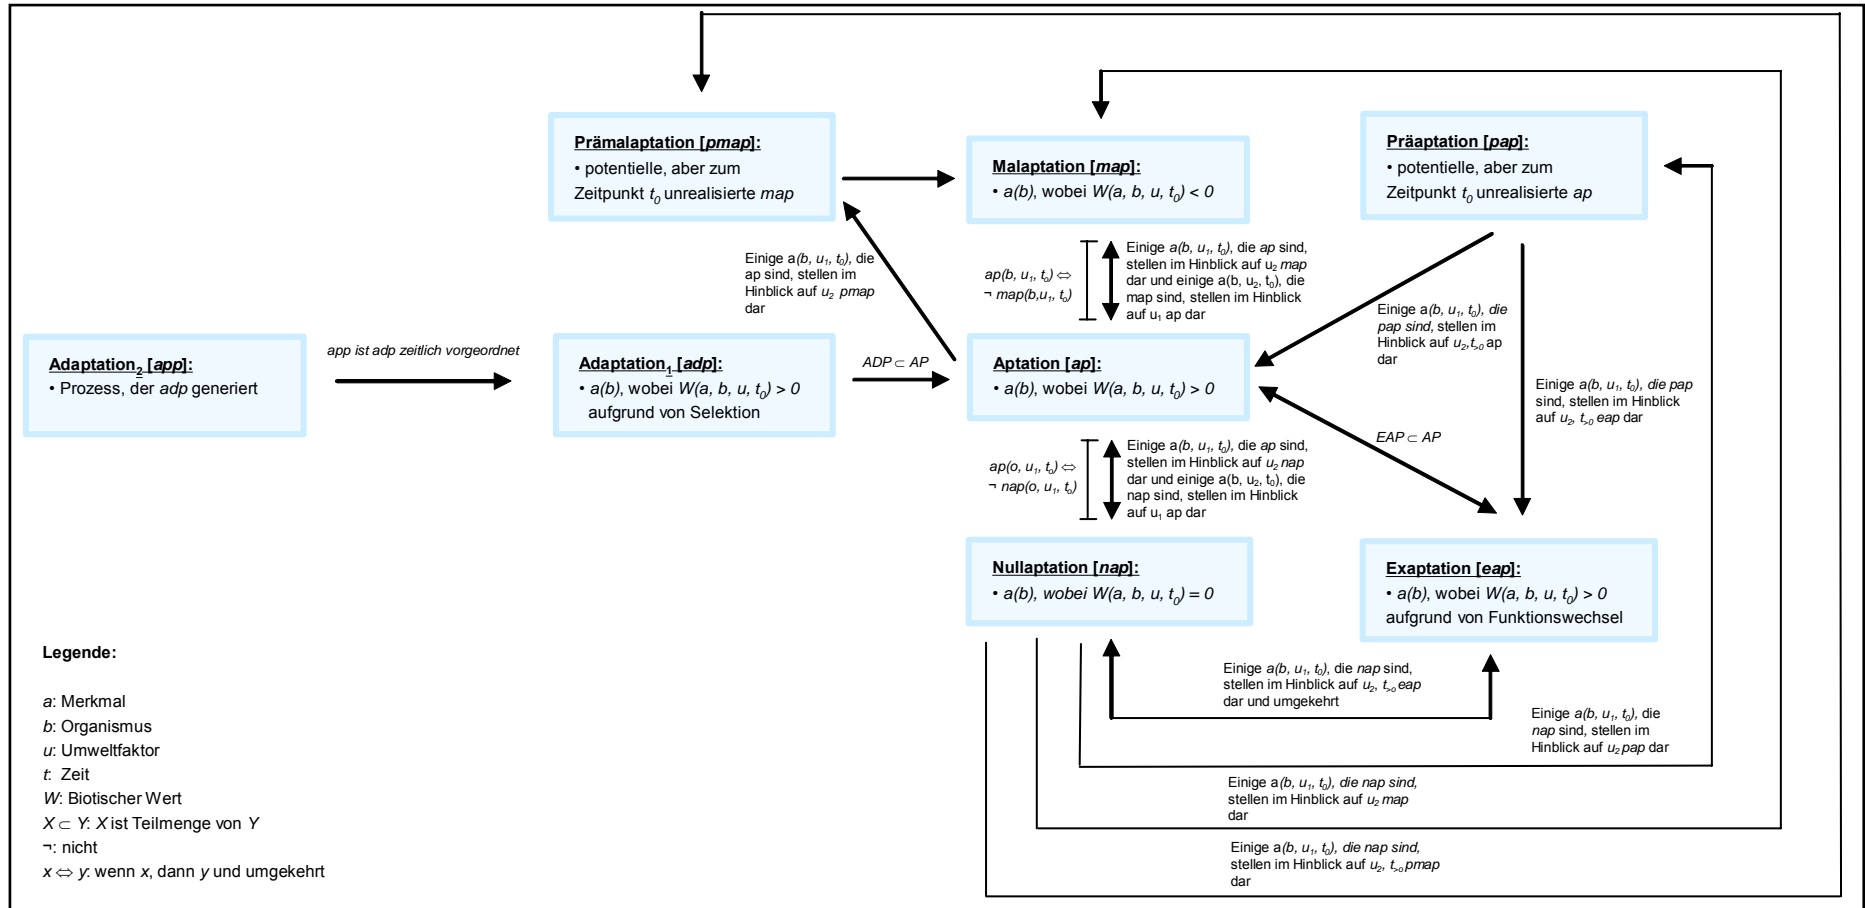 Prämalaptation [pmap]:
• potentielle, aber zum
Zeitpunkt t₀ unrealisierte map
Malaptation [map]:
• a(b), wobei W(a, b, u, t₀) < 0
Präaptation [pap]:
• potentielle, aber zum
Zeitpunkt t₀ unrealisierte ap
Einige a(b, u₁, t₀), die
ap sind, stellen im
Hinblick auf u₂ pmap
dar
ap(b, u₁, t₀) ⇔
¬ map(b,u₁, t₀)
Einige a(b, u₁, t₀), die ap sind,
stellen im Hinblick auf u₂ map
dar und einige a(b, u₂, t₀), die
map sind, stellen im Hinblick
auf u₁ ap dar
Einige a(b, u₁, t₀), die
pap sind, stellen im
Hinblick auf u₂,t>₀ ap
dar
Einige a(b, u₁, t₀), die pap
sind, stellen im Hinblick
auf u₂, t>₀ eap dar
Adaptation₂ [app]:
• Prozess, der adp generiert
app ist adp zeitlich vorgeordnet
Adaptation₁ [adp]:
• a(b), wobei W(a, b, u, t₀) > 0
aufgrund von Selektion
ADP ⊂ AP
Aptation [ap]:
• a(b), wobei W(a, b, u, t₀) > 0
EAP ⊂ AP
ap(o, u₁, t₀) ⇔
¬ nap(o, u₁, t₀)
Einige a(b, u₁, t₀), die ap sind,
stellen im Hinblick auf u₂ nap
dar und einige a(b, u₂, t₀), die
nap sind, stellen im Hinblick
auf u₁ ap dar
Nullaptation [nap]:
• a(b), wobei W(a, b, u, t₀) = 0
Exaptation [eap]:
• a(b), wobei W(a, b, u, t₀) > 0
aufgrund von Funktionswechsel
Einige a(b, u₁, t₀), die nap sind,
stellen im Hinblick auf u₂, t>₀ eap
dar und umgekehrt
Einige a(b, u₁, t₀), die
nap sind, stellen im
Hinblick auf u₂ pap dar
Einige a(b, u₁, t₀), die nap sind,
stellen im Hinblick auf u₂ map
dar
Einige a(b, u₁, t₀), die nap sind,
stellen im Hinblick auf u₂, t>₀ pmap
dar
Legende:
a: Merkmal
b: Organismus
u: Umweltfaktor
t: Zeit
W: Biotischer Wert
X ⊂ Y: X ist Teilmenge von Y
¬: nicht
x ⇔ y: wenn x, dann y und umgekehrt